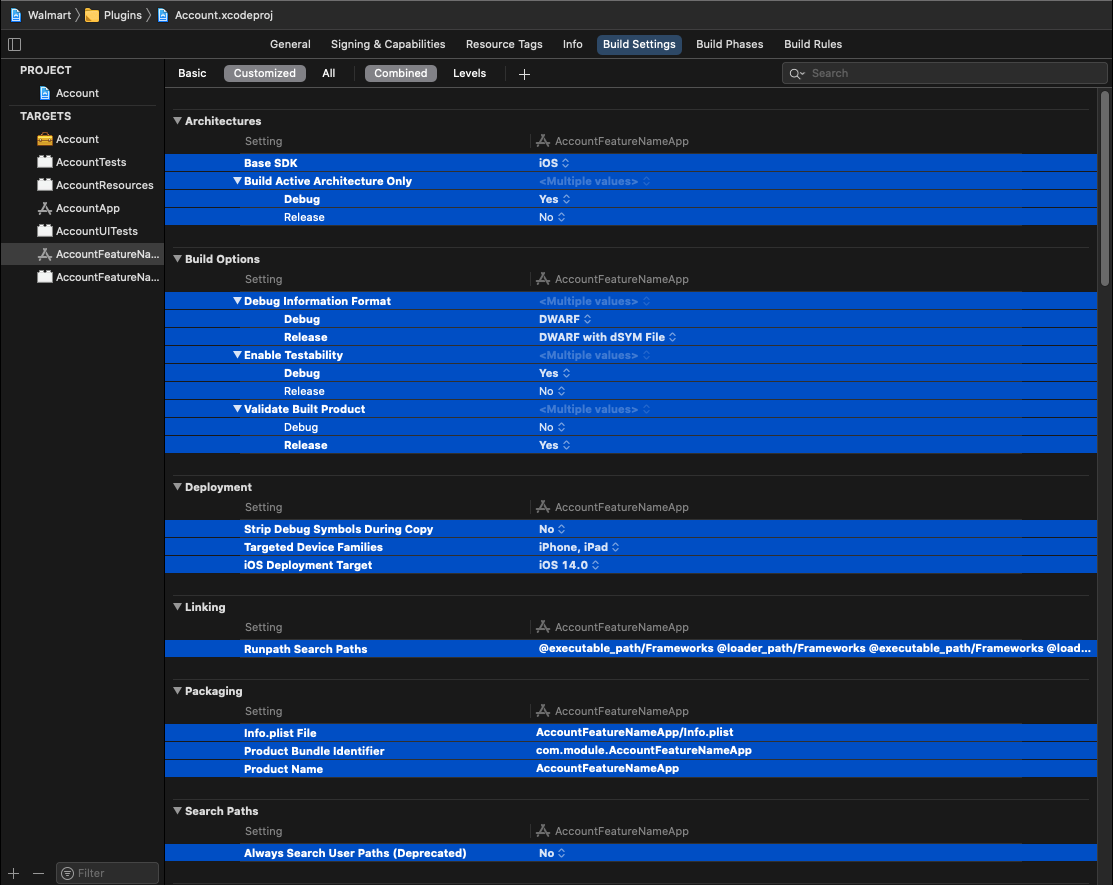 Walmart Plugins Account.xcodeproj
General Signing & Capabilities Resource Tags Info Build Settings Build Phases Build Rules
PROJECT
Account
TARGETS
Account
AccountTests
AccountResources
AccountApp
AccountUITests
AccountFeatureNa...
AccountFeatureNa...
Filter
Basic Customized All Combined Levels Search
Architectures
Setting AccountFeatureNameApp
Base SDK iOS
Build Active Architecture Only <Multiple values>
Debug Yes
Release No
Build Options
Setting AccountFeatureNameApp
Debug Information Format <Multiple values>
Debug DWARF
Release DWARF with dSYM File
Enable Testability <Multiple values>
Debug Yes
Release No
Validate Built Product <Multiple values>
Debug No
Release Yes
Deployment
Setting AccountFeatureNameApp
Strip Debug Symbols During Copy No
Targeted Device Families iPhone, iPad
iOS Deployment Target iOS 14.0
Linking
Setting AccountFeatureNameApp
Runpath Search Paths @executable_path/Frameworks @loader_path/Frameworks @executable_path/Frameworks @load...
Packaging
Setting AccountFeatureNameApp
Info.plist File AccountFeatureNameApp/Info.plist
Product Bundle Identifier com.module.AccountFeatureNameApp
Product Name AccountFeatureNameApp
Search Paths
Setting AccountFeatureNameApp
Always Search User Paths (Deprecated) No